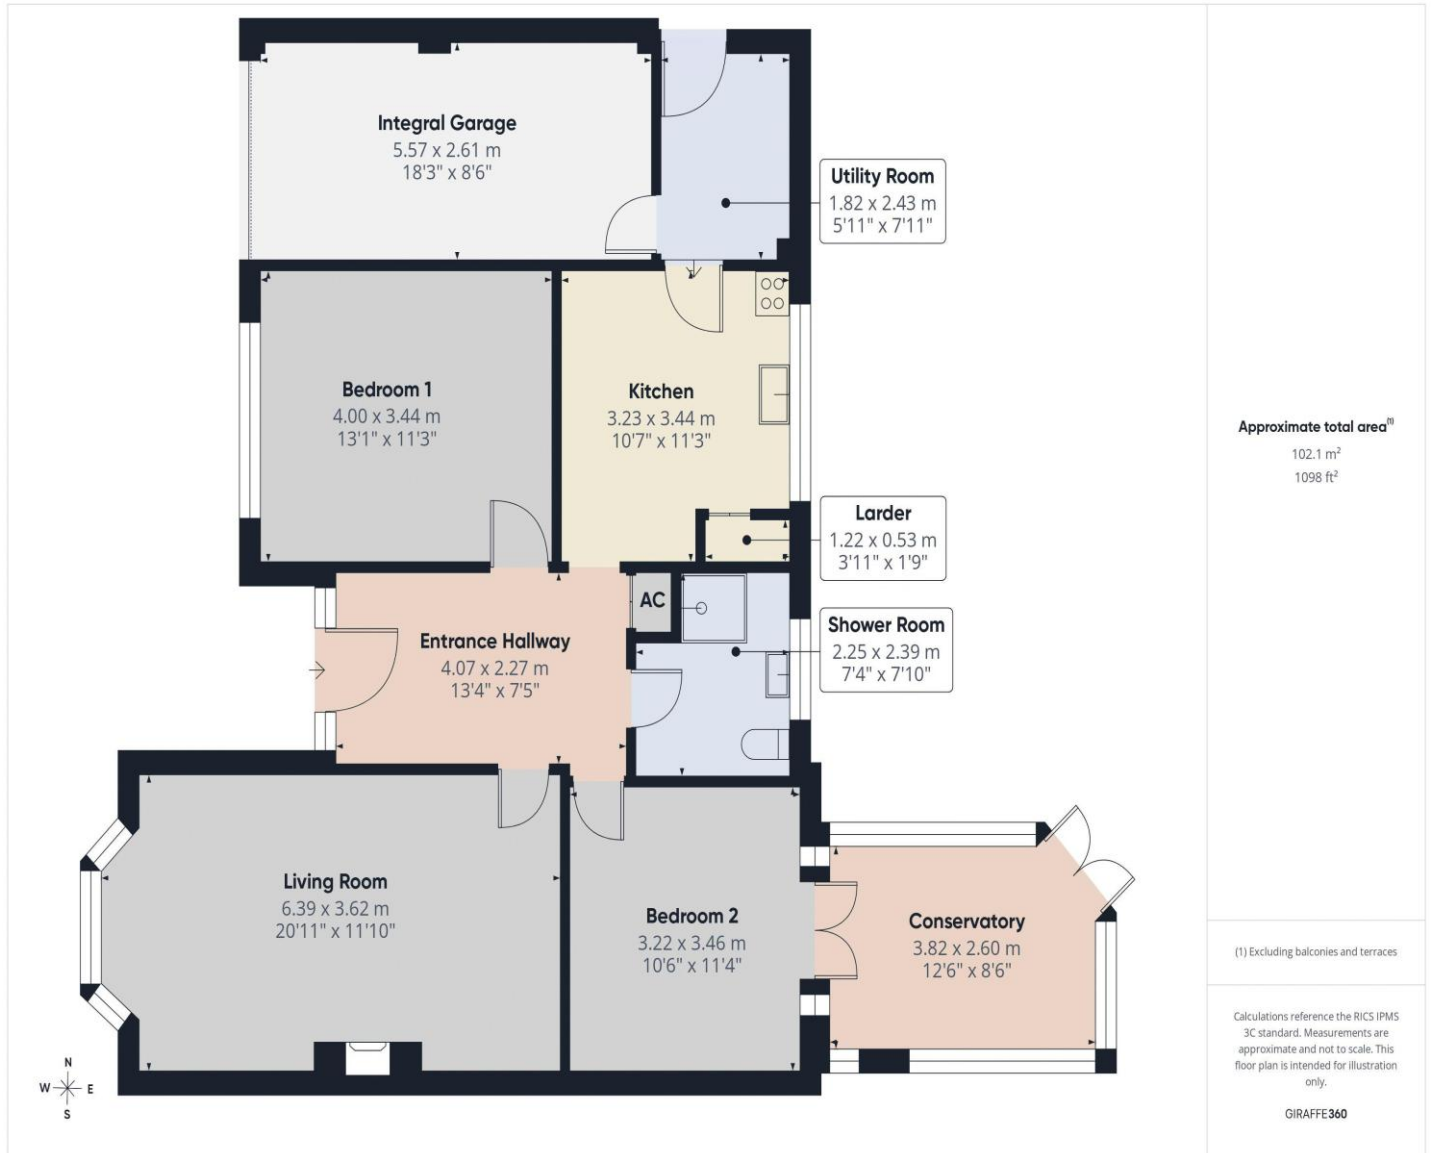 Integral Garage
5.57 x 2.61 m
18'3" x 8'6"
Utility Room
1.82 x 2.43 m
5'11" x 7'11"
Bedroom 1
4.00 x 3.44 m
13'1" x 11'3"
Kitchen
3.23 x 3.44 m
10'7" x 11'3"
Larder
1.22 x 0.53 m
3'11" x 1'9"
AC
Entrance Hallway
4.07 x 2.27 m
13'4" x 7'5"
Shower Room
2.25 x 2.39 m
7'4" x 7'10"
Living Room
6.39 x 3.62 m
20'11" x 11'10"
Bedroom 2
3.22 x 3.46 m
10'6" x 11'4"
Conservatory
3.82 x 2.60 m
12'6" x 8'6"
N
W E
S
Approximate total area(1)
102.1 m²
1098 ft²
(1) Excluding balconies and terraces
Calculations reference the RICS IPMS
3C standard. Measurements are
approximate and not to scale. This
floor plan is intended for illustration
only.
GIRAFFE360